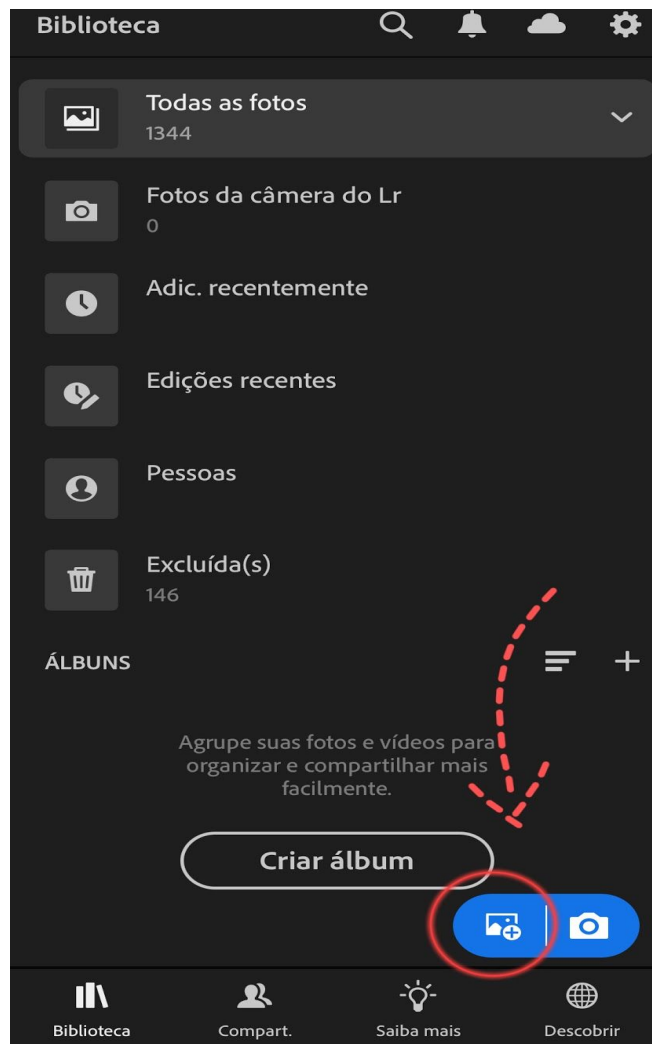 Biblioteca
Todas as fotos
1344
Fotos da câmera do Lr
0
Adic. recentemente
Edições recentes
Pessoas
Excluída(s)
146
ÁLBUNS
Agrupe suas fotos e vídeos para
organizar e compartilhar mais
facilmente.
Criar álbum
Biblioteca
Compart.
Saiba mais
Descobrir